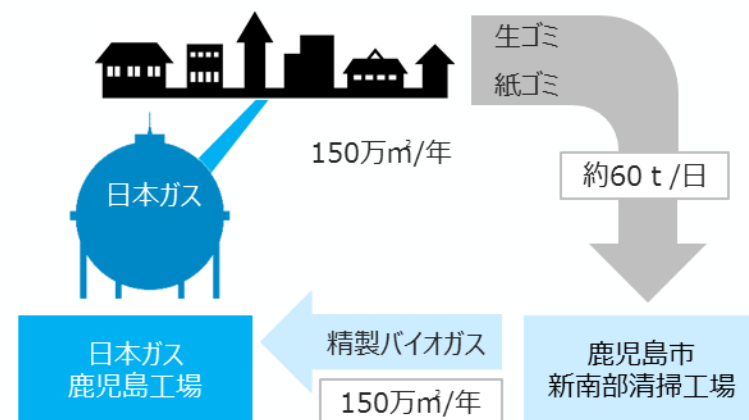 生ゴミ
紙ゴミ
150万㎥/年
約60ｔ/日
日本ガス
日本ガス
鹿児島工場
精製バイオガス
150万㎥/年
鹿児島市
新南部清掃工場